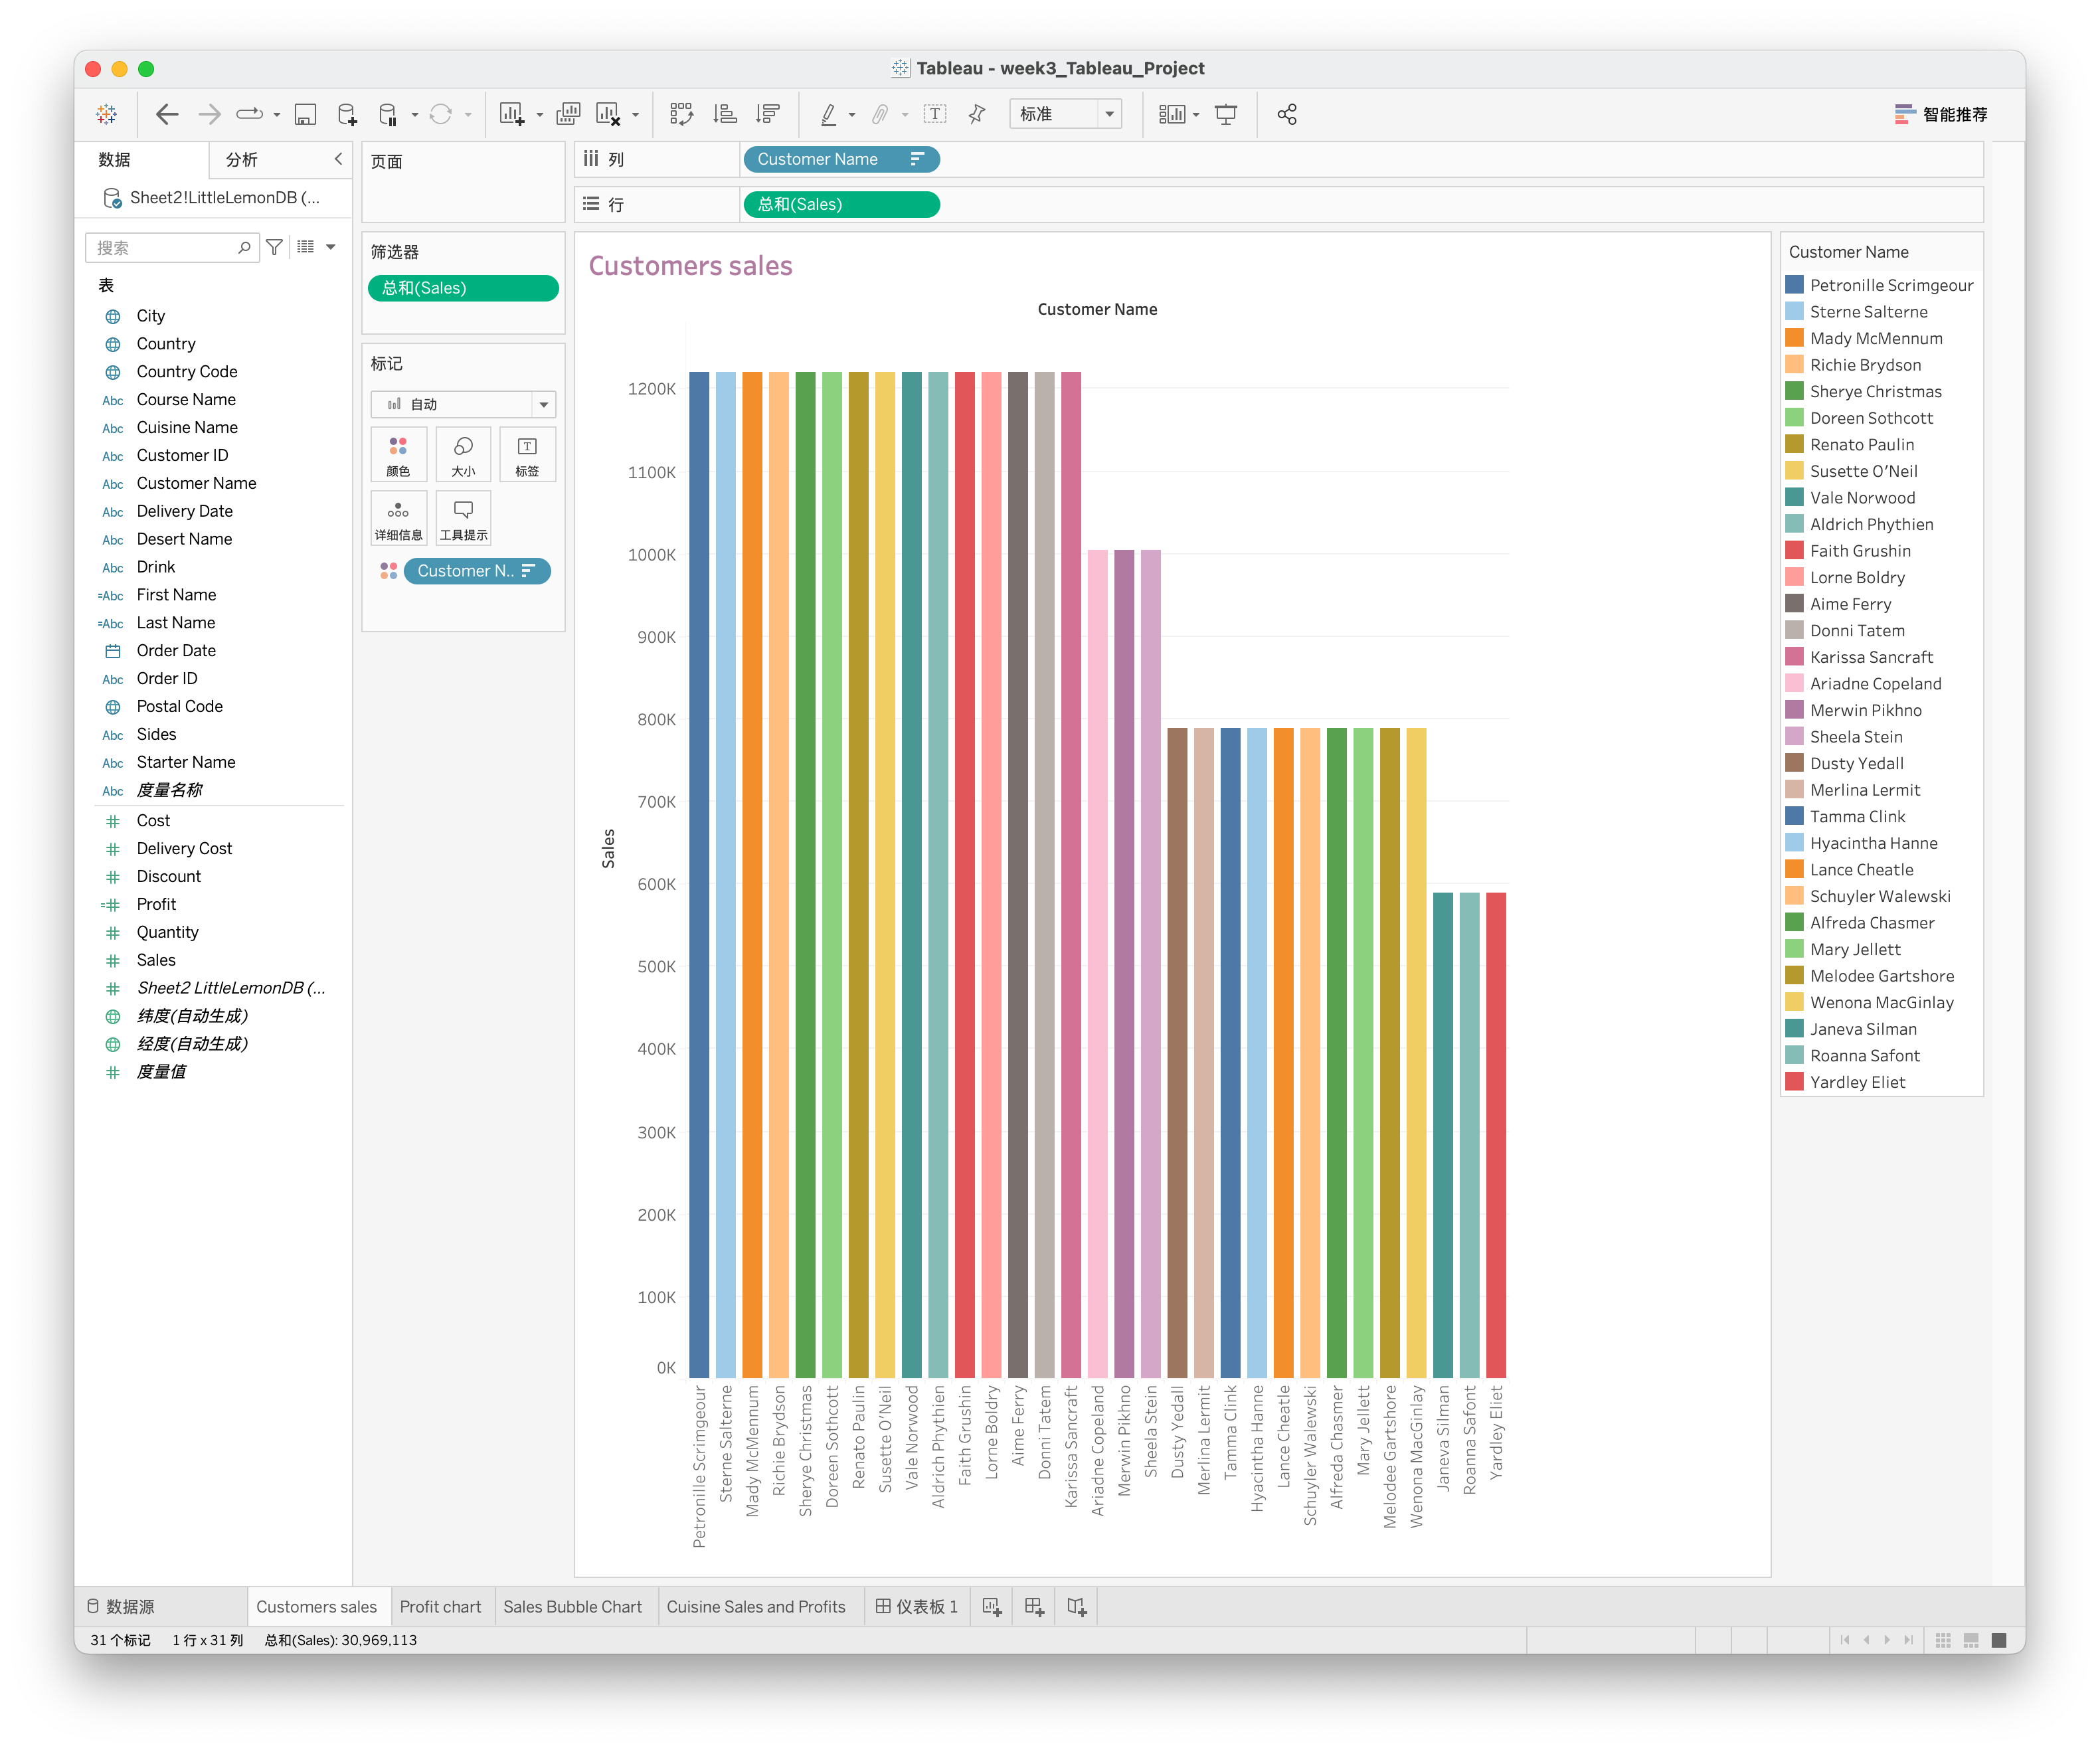 Tableau - week3_Tableau_Project
标准
智能推荐
数据
分析
Sheet2!LittleLemonDB (...
搜索
表
City
Country
Country Code
Abc Course Name
Abc Cuisine Name
Abc Customer ID
Abc Customer Name
Abc Delivery Date
Abc Desert Name
Abc Drink
=Abc First Name
=Abc Last Name
Order Date
Abc Order ID
Postal Code
Abc Sides
Abc Starter Name
Abc 度量名称
Cost
Delivery Cost
Discount
Profit
Quantity
Sales
Sheet2 LittleLemonDB (...
纬度(自动生成)
经度(自动生成)
度量值
页面
筛选器
总和(Sales)
标记
自动
颜色
大小
标签
详细信息
工具提示
Customer N..
列
Customer Name
行
总和(Sales)
Customers sales
Customer Name
Sales
1200K
1100K
1000K
900K
800K
700K
600K
500K
400K
300K
200K
100K
0K
Petronille Scrimgeour
Sterne Salterne
Mady McMennum
Richie Brydson
Sherye Christmas
Doreen Sothcott
Renato Paulin
Susette O'Neil
Vale Norwood
Aldrich Phythien
Faith Grushin
Lorne Boldry
Aime Ferry
Donni Tatem
Karissa Sancraft
Ariadne Copeland
Merwin Pikhno
Sheela Stein
Dusty Yedall
Merlina Lermit
Tamma Clink
Hyacintha Hanne
Lance Cheatle
Schuyler Walewski
Alfreda Chasmer
Mary Jellett
Melodee Gartshore
Wenona MacGinlay
Janeva Silman
Roanna Safont
Yardley Eliet
Customer Name
Petronille Scrimgeour
Sterne Salterne
Mady McMennum
Richie Brydson
Sherye Christmas
Doreen Sothcott
Renato Paulin
Susette O'Neil
Vale Norwood
Aldrich Phythien
Faith Grushin
Lorne Boldry
Aime Ferry
Donni Tatem
Karissa Sancraft
Ariadne Copeland
Merwin Pikhno
Sheela Stein
Dusty Yedall
Merlina Lermit
Tamma Clink
Hyacintha Hanne
Lance Cheatle
Schuyler Walewski
Alfreda Chasmer
Mary Jellett
Melodee Gartshore
Wenona MacGinlay
Janeva Silman
Roanna Safont
Yardley Eliet
数据源
Customers sales
Profit chart
Sales Bubble Chart
Cuisine Sales and Profits
仪表板 1
31 个标记
1 行 x 31 列
总和(Sales): 30,969,113